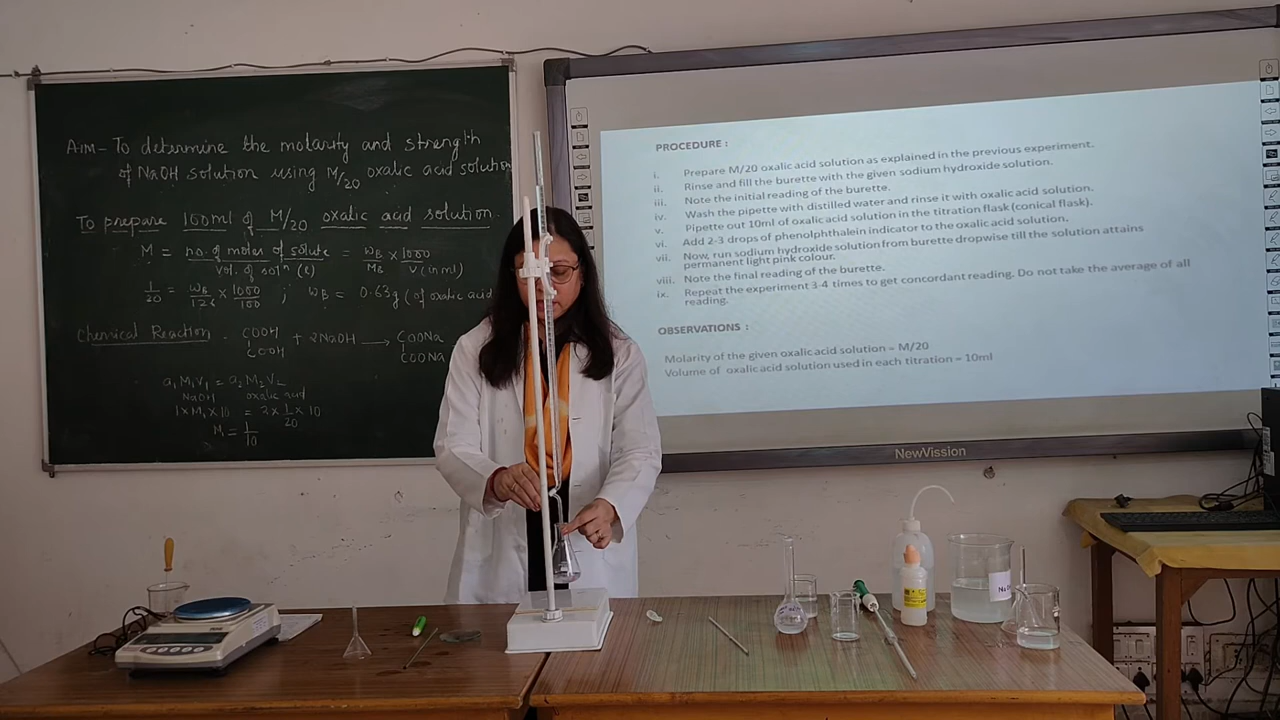 Aim - To determine the molarity and strength
of NaOH solution using M/20 oxalic acid solution
To prepare 100ml of M/20 oxalic acid solution.
M = no. of moles of solute / Vol. of solⁿ (l) = wB/MB × 1000/V(in ml)
1/20 = wB/126 × 1000/100 ; wB = 0.63g (of oxalic acid
Chemical Reaction . COOH + 2NaOH → COONa
COOH COONa
a₁M₁V₁ = a₂M₂V₂
NaOH oxalic acid
1×M₁×10 = 2×1/20×10
M₁ = 1/10
PROCEDURE :
i. Prepare M/20 oxalic acid solution as explained in the previous experiment.
ii. Rinse and fill the burette with the given sodium hydroxide solution.
iii. Note the initial reading of the burette.
iv. Wash the pipette with distilled water and rinse it with oxalic acid solution.
v. Pipette out 10ml of oxalic acid solution in the titration flask(conical flask).
vi. Add 2-3 drops of phenolphthalein indicator to the oxalic acid solution.
vii. Now, run sodium hydroxide solution from burette dropwise till the solution attains
permanent light pink colour.
viii. Note the final reading of the burette.
ix. Repeat the experiment 3-4 times to get concordant reading. Do not take the average of all
reading.
OBSERVATIONS :
Molarity of the given oxalic acid solution = M/20
Volume of oxalic acid solution used in each titration = 10ml
NewVission